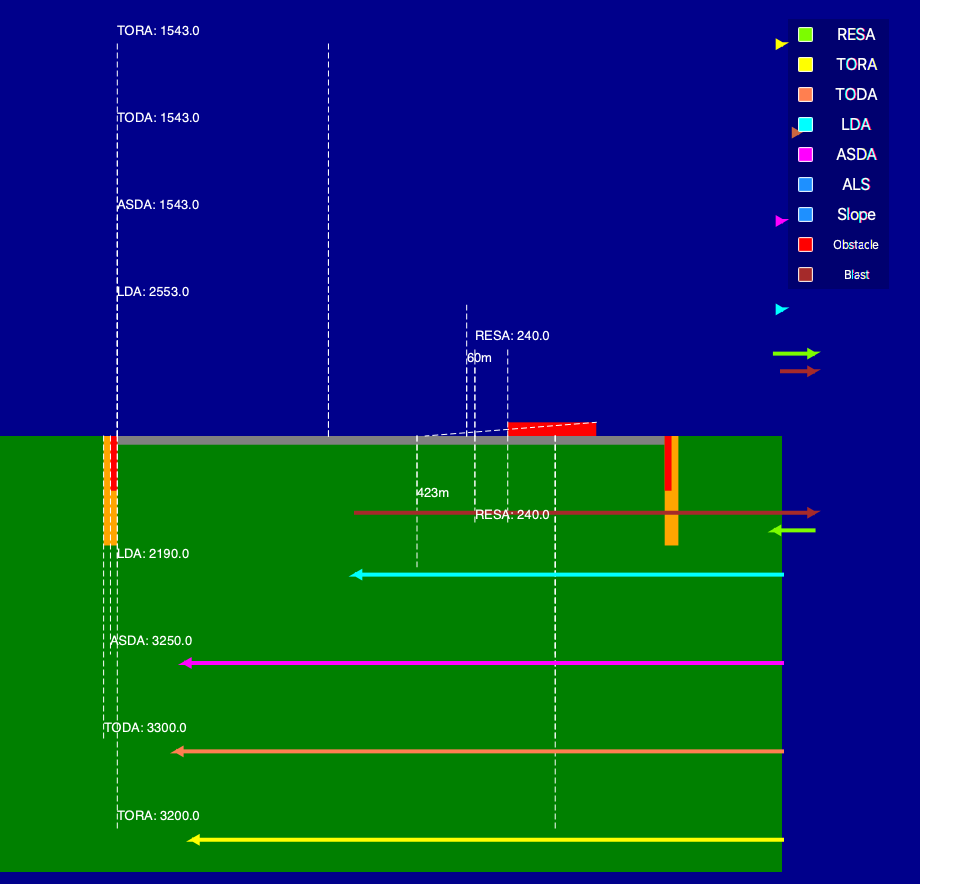 TORA: 1543.0
RESA
TORA
TODA: 1543.0
TODA
LDA
ASDA
ALS
ASDA: 1543.0
Slope
Obstacle
Blast
LDA: 2553.0
RESA: 240.0
60m
423m
RESA: 240.0
LDA: 2190.0
ASDA: 3250.0
TODA: 3300.0
TORA: 3200.0